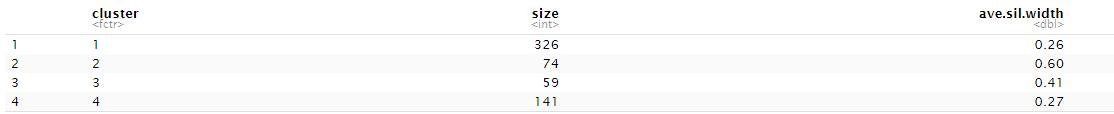 cluster size ave.sil.width
<fctr> <int> <dbl>
1 1 326 0.26
2 2 74 0.60
3 3 59 0.41
4 4 141 0.27